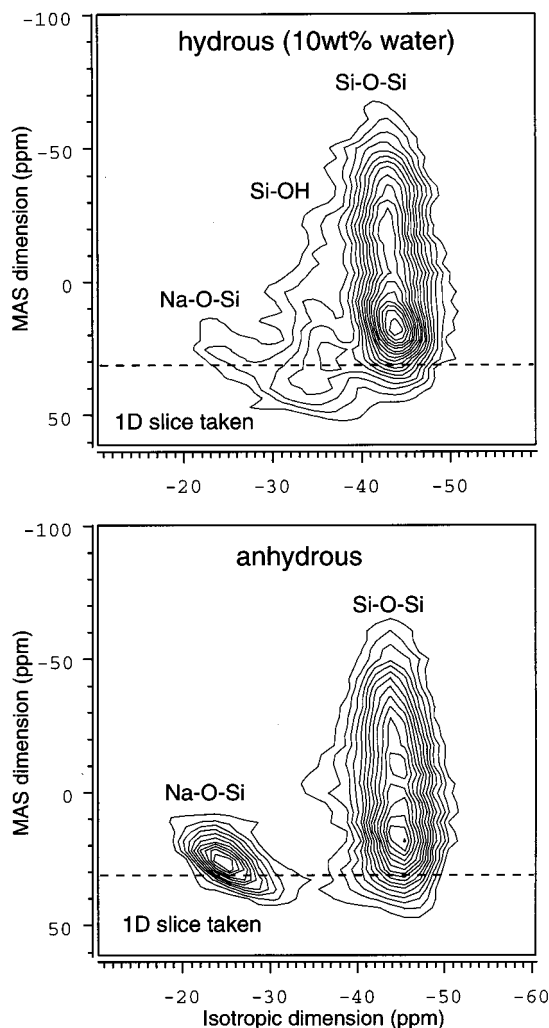 -100
hydrous (10wt% water)
Si-O-Si
-50
Si-OH
MAS dimension (ppm)
0
Na-O-Si
50
1D slice taken
-20 -30 -40 -50
-100
anhydrous
Si-O-Si
-50
MAS dimension (ppm)
0
Na-O-Si
50
1D slice taken
-20 -30 -40 -50 -60
Isotropic dimension (ppm)